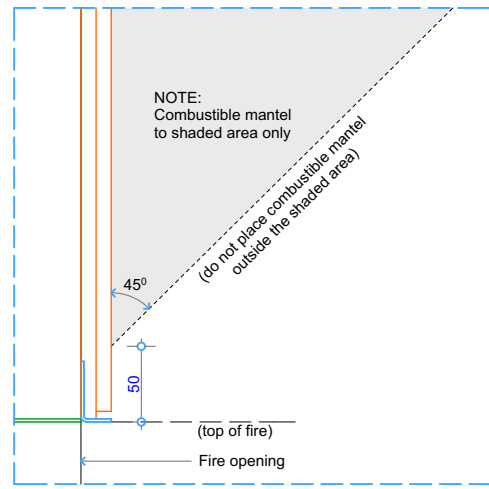 NOTE:
Combustible mantel
to shaded area only
(do not place combustible mantel
outside the shaded area)
45⁰
50
(top of fire)
Fire opening